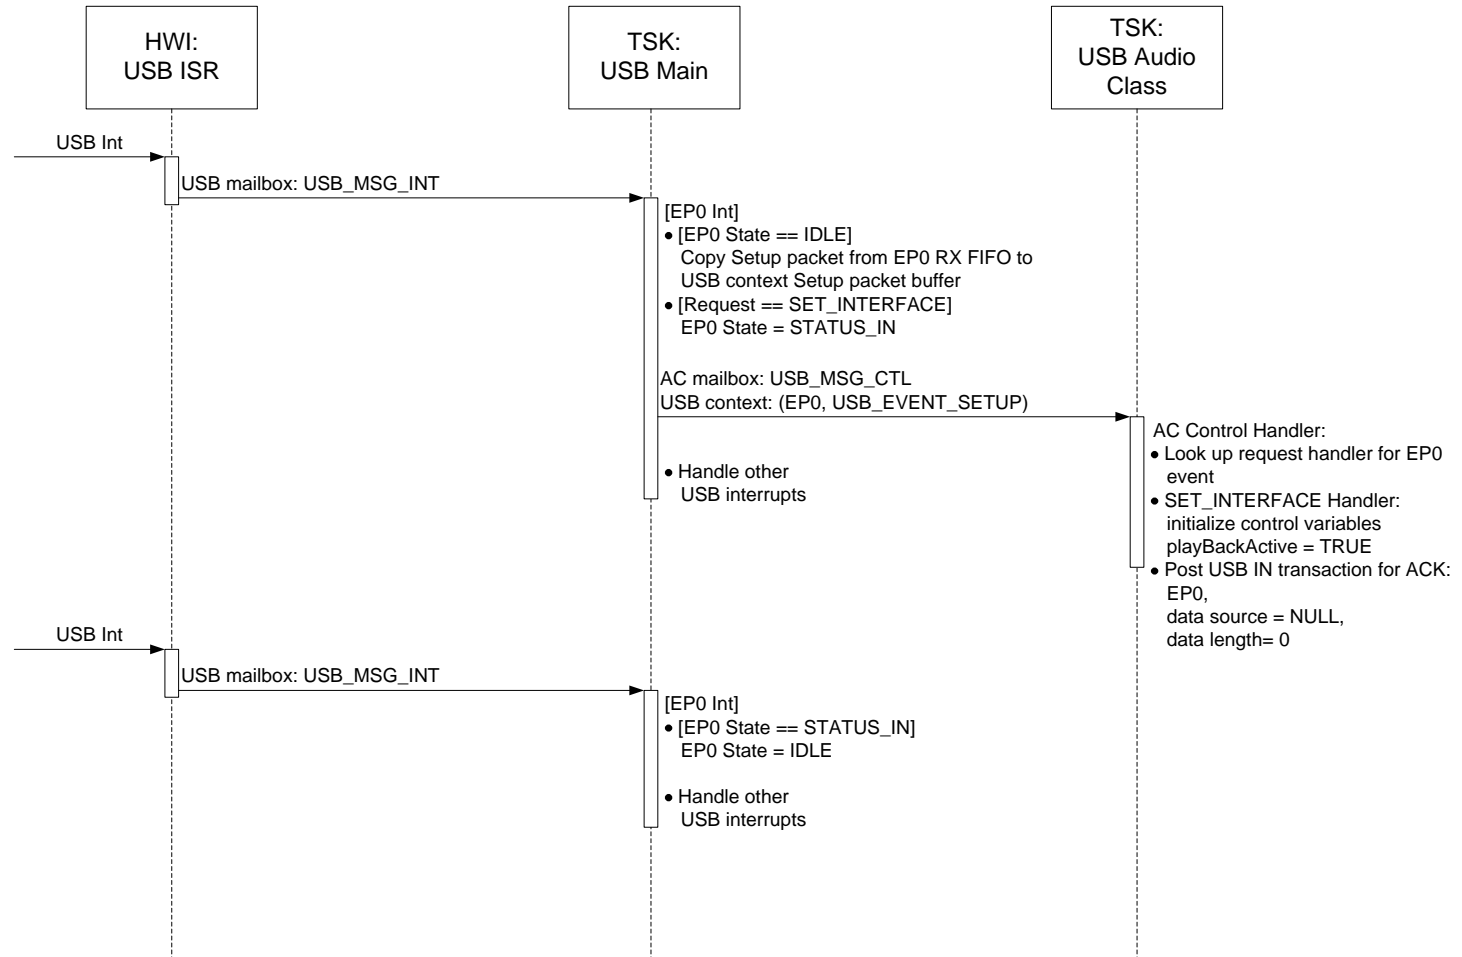 HWI:
USB ISR
TSK:
USB Main
TSK:
USB Audio
Class
USB Int
USB mailbox: USB_MSG_INT
[EP0 Int]
• [EP0 State == IDLE]
Copy Setup packet from EP0 RX FIFO to
USB context Setup packet buffer
• [Request == SET_INTERFACE]
EP0 State = STATUS_IN
AC mailbox: USB_MSG_CTL
USB context: (EP0, USB_EVENT_SETUP)
• Handle other
USB interrupts
AC Control Handler:
• Look up request handler for EP0
event
• SET_INTERFACE Handler:
initialize control variables
playBackActive = TRUE
• Post USB IN transaction for ACK:
EP0,
data source = NULL,
data length= 0
USB Int
USB mailbox: USB_MSG_INT
[EP0 Int]
• [EP0 State == STATUS_IN]
EP0 State = IDLE
• Handle other
USB interrupts